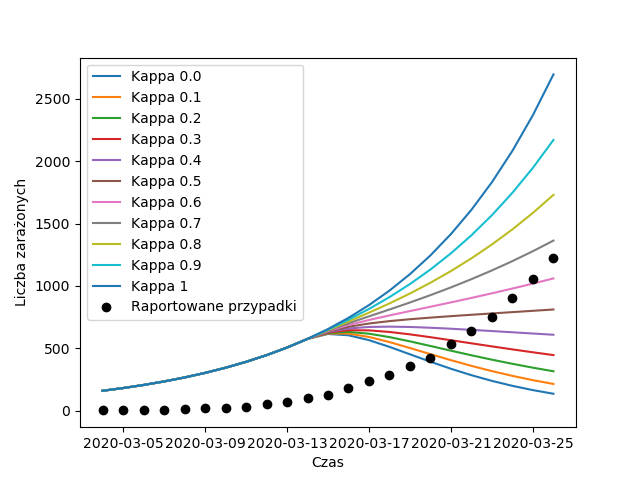 Liczba zarażonych
2500
2000
1500
1000
500
0
Kappa 0.0
Kappa 0.1
Kappa 0.2
Kappa 0.3
Kappa 0.4
Kappa 0.5
Kappa 0.6
Kappa 0.7
Kappa 0.8
Kappa 0.9
Kappa 1
Raportowane przypadki
2020-03-05 2020-03-09 2020-03-13 2020-03-17 2020-03-21 2020-03-25
Czas